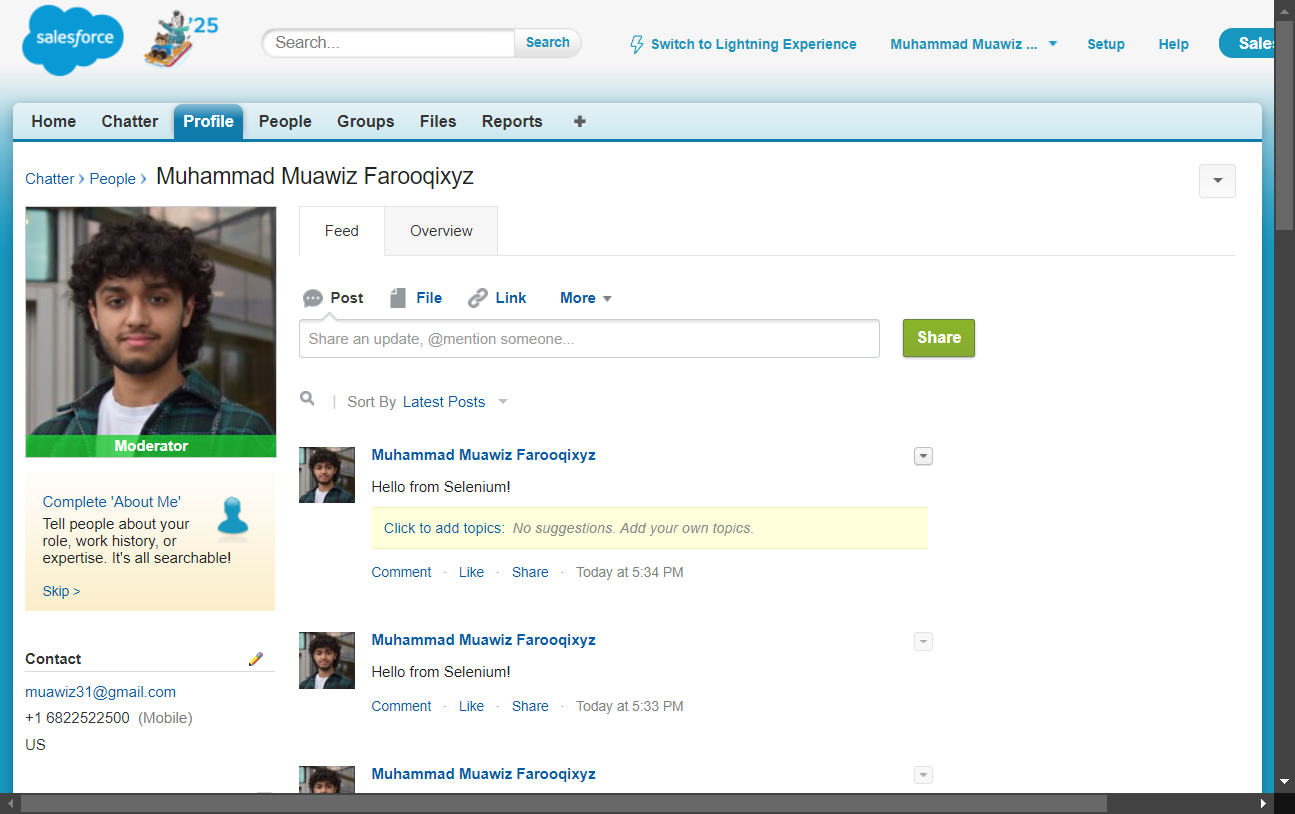 salesforce
'25
Search...
Search
Switch to Lightning Experience
Muhammad Muawiz ...
Setup
Help
Sales
Home
Chatter
Profile
People
Groups
Files
Reports
+
Chatter › People › Muhammad Muawiz Farooqixyz
Moderator
Complete 'About Me'
Tell people about your
role, work history, or
expertise. It's all searchable!
Skip >
Contact
muawiz31@gmail.com
+1 6822522500 (Mobile)
US
Feed
Overview
Post
File
Link
More
Share an update, @mention someone...
Share
| Sort By Latest Posts
Muhammad Muawiz Farooqixyz
Hello from Selenium!
Click to add topics: No suggestions. Add your own topics.
Comment · Like · Share · Today at 5:34 PM
Muhammad Muawiz Farooqixyz
Hello from Selenium!
Comment · Like · Share · Today at 5:33 PM
Muhammad Muawiz Farooqixyz